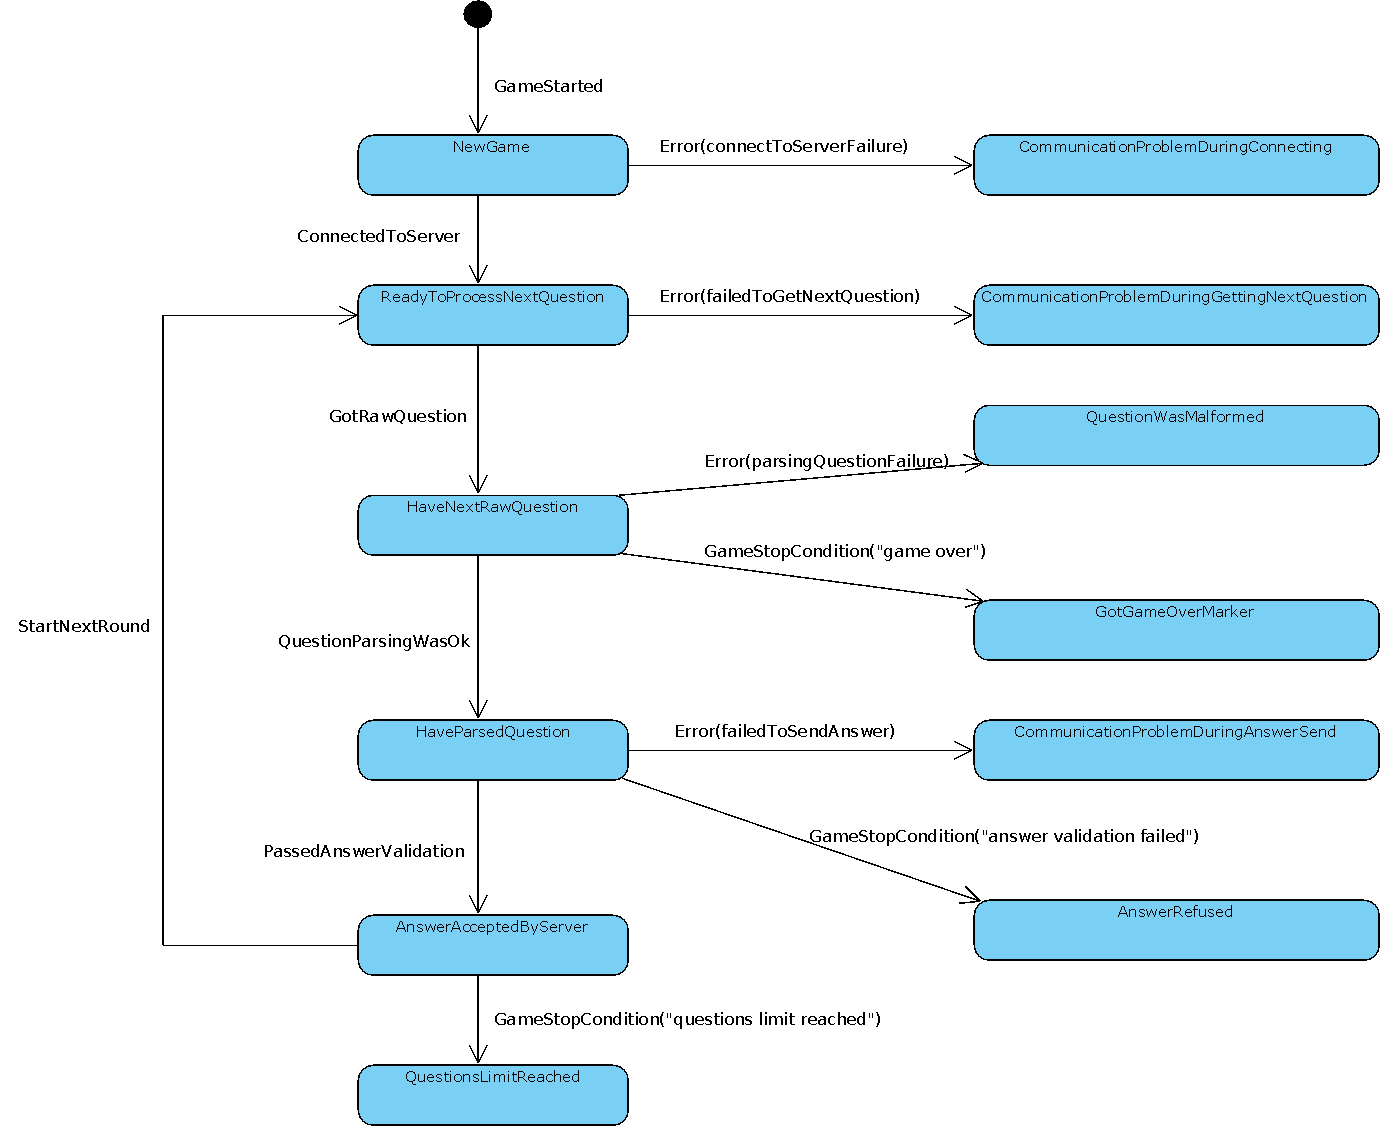 GameStarted
NewGame
Error(connectToServerFailure)
CommunicationProblemDuringConnecting
ConnectedToServer
ReadyToProcessNextQuestion
Error(failedToGetNextQuestion)
CommunicationProblemDuringGettingNextQuestion
GotRawQuestion
QuestionWasMalformed
Error(parsingQuestionFailure)
HaveNextRawQuestion
GameStopCondition("game over")
GotGameOverMarker
StartNextRound
QuestionParsingWasOk
HaveParsedQuestion
Error(failedToSendAnswer)
CommunicationProblemDuringAnswerSend
GameStopCondition("answer validation failed")
PassedAnswerValidation
AnswerRefused
AnswerAcceptedByServer
GameStopCondition("questions limit reached")
QuestionsLimitReached